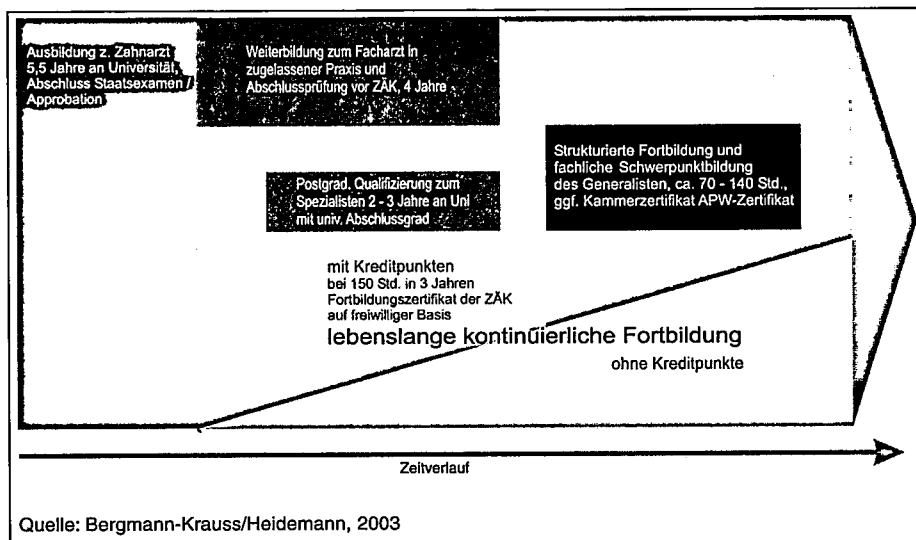 Ausbildung z. Zahnarzt
5,5 Jahre an Universität,
Abschluss Staatsexamen /
Approbation
Weiterbildung zum Facharzt in
zugelassener Praxis und
Abschlussprüfung vor ZÄK, 4 Jahre
Strukturierte Fortbildung und
fachliche Schwerpunktbildung
des Generalisten, ca. 70 - 140 Std.,
ggf. Kammerzertifikat APW-Zertifikat
Postgrad. Qualifizierung zum
Spezialisten 2 - 3 Jahre an Uni
mit univ. Abschlussgrad
mit Kreditpunkten
bei 150 Std. in 3 Jahren
Fortbildungszertifikat der ZÄK
auf freiwilliger Basis
lebenslange kontinuierliche Fortbildung
ohne Kreditpunkte
Zeitverlauf
Quelle: Bergmann-Krauss/Heidemann, 2003